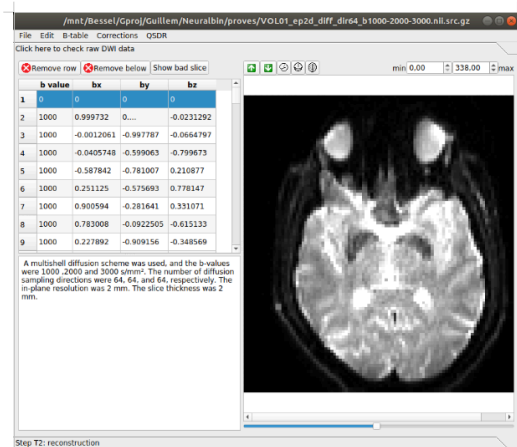 /mnt/Bessel/Gproj/Guillem/Neuralbin/proves/VOL01_ep2d_diff_dir64_b1000-2000-3000.nii.src.gz
File Edit B-table Corrections QSDR
Click here to check raw DWI data
Remove row Remove below Show bad slice min 0.00 338.00 max
b value bx by bz
1 0 0 0 0
2 1000 0.999732 0.... -0.0231292
3 1000 -0.0012061 -0.997787 -0.0664797
4 1000 -0.0405748 -0.599063 -0.799673
5 1000 -0.587842 -0.781007 0.210877
6 1000 0.251125 -0.575693 0.778147
7 1000 0.900594 -0.281641 0.331071
8 1000 0.783008 -0.0922505 -0.615133
9 1000 0.227892 -0.909156 -0.348569
A multishell diffusion scheme was used, and the b-values
were 1000 ,2000 and 3000 s/mm². The number of diffusion
sampling directions were 64, 64, and 64, respectively. The
in-plane resolution was 2 mm. The slice thickness was 2
mm.
Step T2: reconstruction